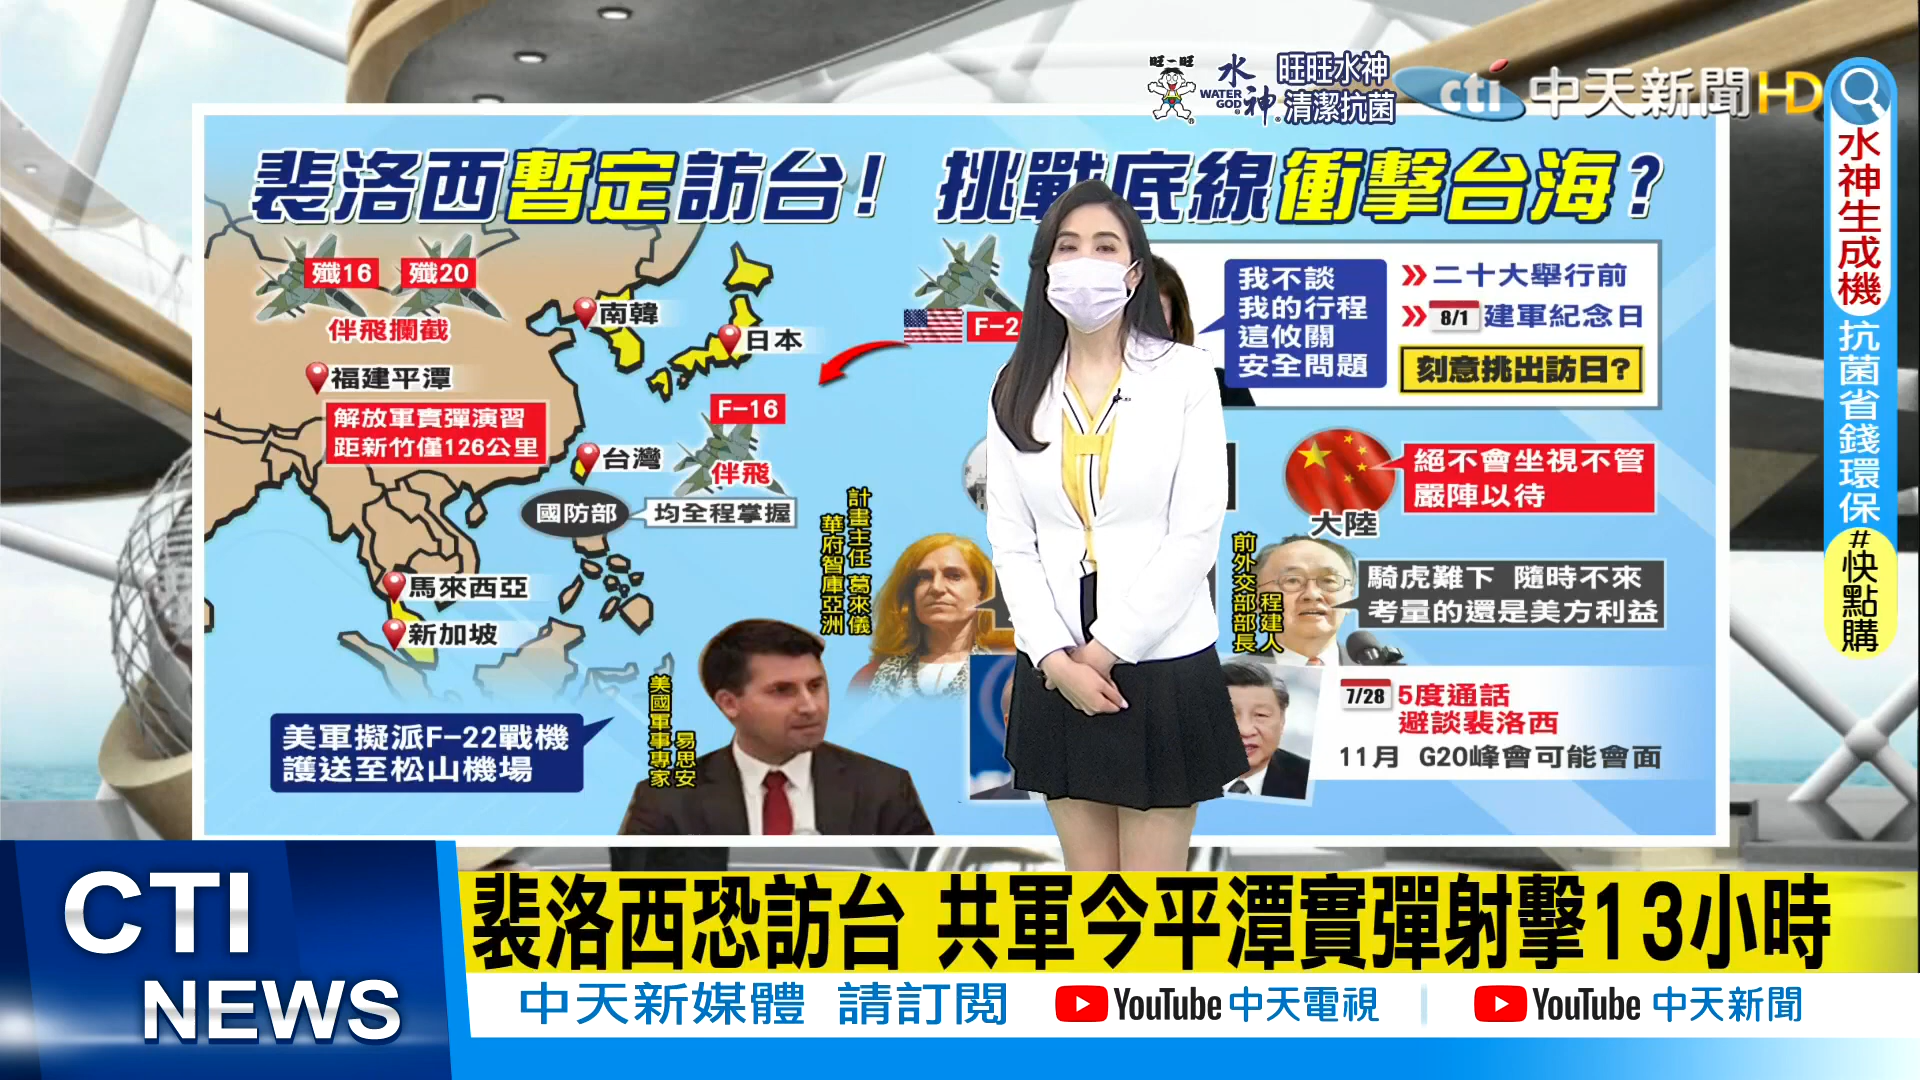 旺一旺
水神
WATER GOD
旺旺水神
清潔抗菌
cti 中天新聞HD
水神生成機
抗菌省錢環保
#快點購
裴洛西暫定訪台! 挑戰底線衝擊台海?
殲16
殲20
伴飛攔截
南韓
日本
福建平潭
解放軍實彈演習
距新竹僅126公里
台灣
國防部
均全程掌握
F-16
伴飛
F-2
我不談
我的行程
這攸關
安全問題
二十大舉行前
8/1 建軍紀念日
刻意挑出訪日?
大陸
絕不會坐視不管
嚴陣以待
馬來西亞
新加坡
華府智庫亞洲
計畫主任 葛來儀
前外交部部長
程建人
騎虎難下 隨時不來
考量的還是美方利益
美軍擬派F-22戰機
護送至松山機場
美國軍事專家
易思安
7/28 5度通話
避談裴洛西
11月 G20峰會可能會面
CTI
NEWS
裴洛西恐訪台 共軍今平潭實彈射擊13小時
中天新媒體 請訂閱 YouTube 中天電視 YouTube 中天新聞